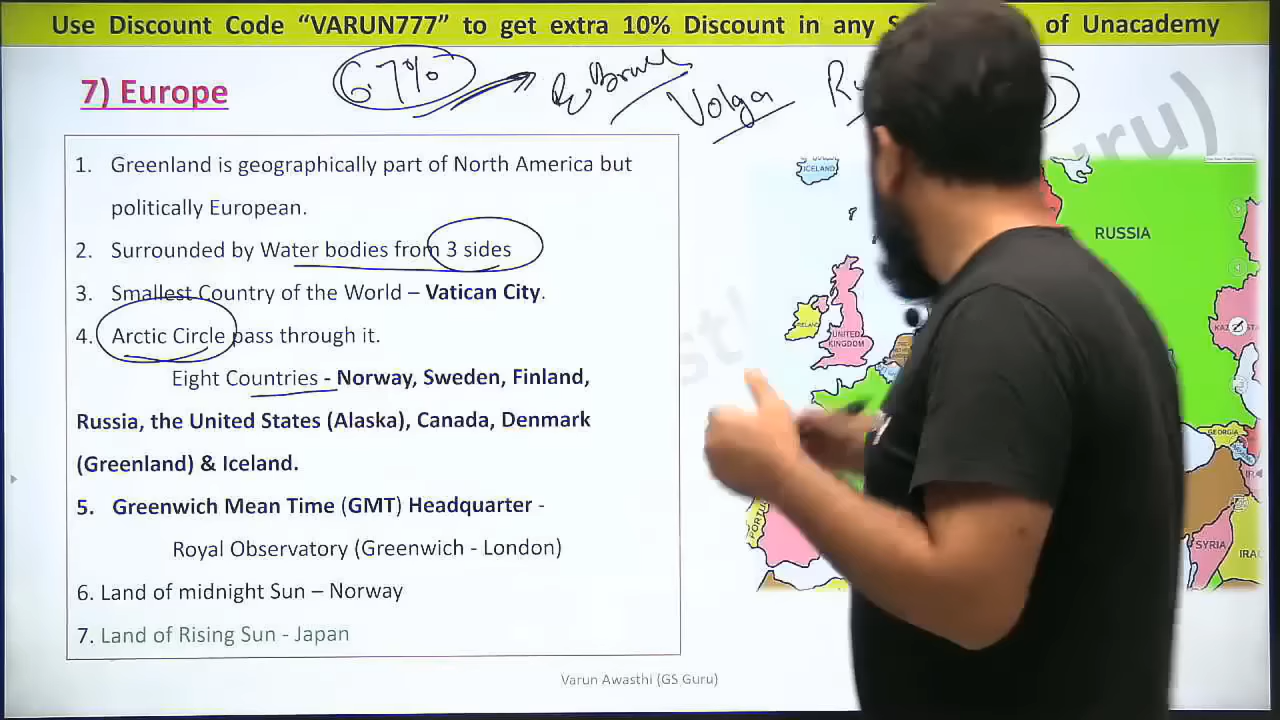 Use Discount Code “VARUN777” to get extra 10% Discount in any S of Unacademy
67%
Volga
7) Europe
1. Greenland is geographically part of North America but
politically European.
2. Surrounded by Water bodies from 3 sides
3. Smallest Country of the World – Vatican City.
4. Arctic Circle pass through it.
Eight Countries - Norway, Sweden, Finland,
Russia, the United States (Alaska), Canada, Denmark
(Greenland) & Iceland.
5. Greenwich Mean Time (GMT) Headquarter -
Royal Observatory (Greenwich - London)
6. Land of midnight Sun – Norway
7. Land of Rising Sun - Japan
ICELAND
RUSSIA
IRELAND
UNITED
KINGDOM
GEORGIA
SYRIA
Varun Awasthi (GS Guru)